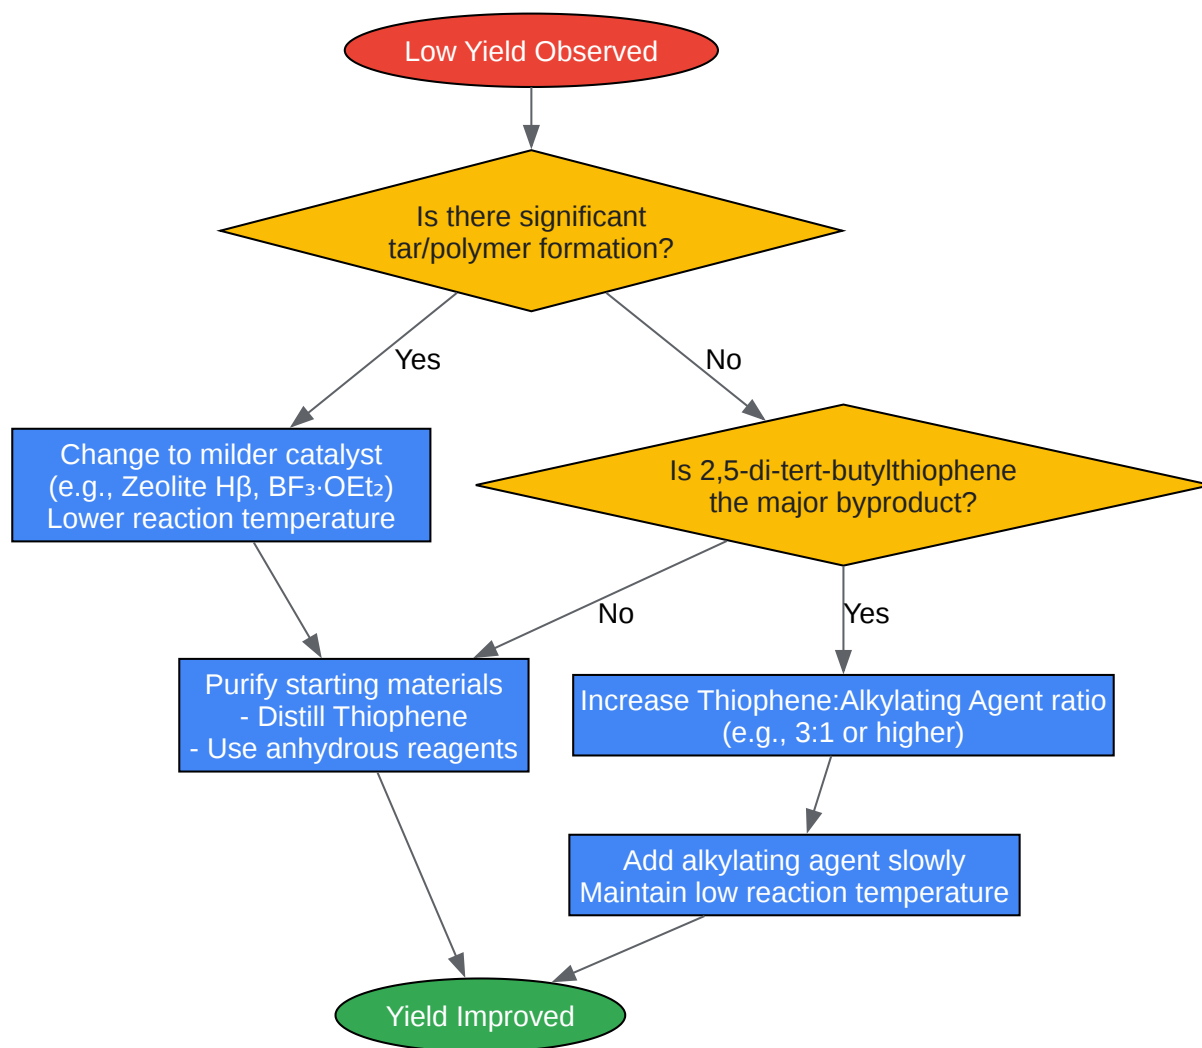 Low Yield Observed
Is there significant
tar/polymer formation?
Yes
No
Change to milder catalyst
(e.g., Zeolite Hβ, BF₃·OEt₂)
Lower reaction temperature
Is 2,5-di-tert-butylthiophene
the major byproduct?
No
Yes
Purify starting materials
- Distill Thiophene
- Use anhydrous reagents
Increase Thiophene:Alkylating Agent ratio
(e.g., 3:1 or higher)
Add alkylating agent slowly
Maintain low reaction temperature
Yield Improved